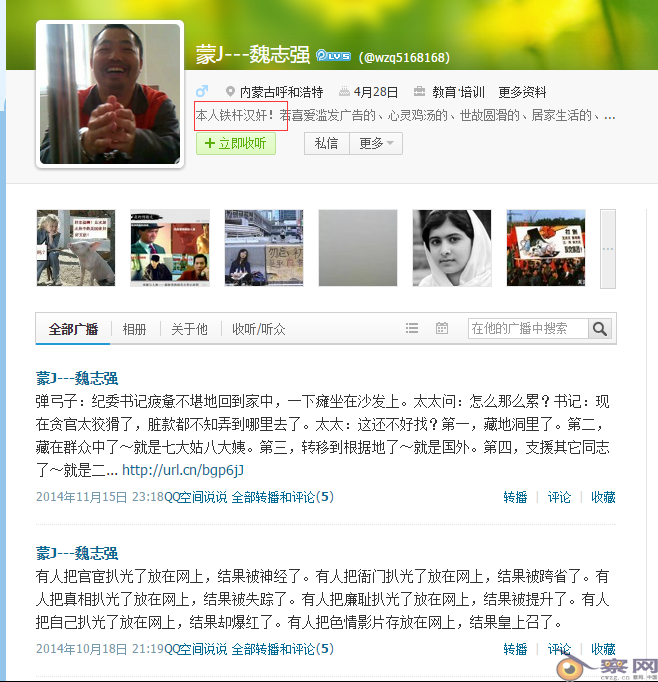 蒙J---魏志强 LV5 (@wzq5168168)
内蒙古呼和浩特 4月28日 教育·培训 更多资料
本人铁杆汉奸！若喜爱滥发广告的、心灵鸡汤的、世故圆滑的、居家生活的、...
+ 立即收听 私信 更多
勿忘
打倒
全部广播 相册 关于他 收听/听众 在他的广播中搜索
蒙J---魏志强
弹弓子：纪委书记疲惫不堪地回到家中，一下瘫坐在沙发上。太太问：怎么那么累？书记：现
在贪官太狡猾了，脏款都不知弄到哪里去了。太太：这还不好找？第一，藏地洞里了。第二，
藏在群众中了～就是七大姑八大姨。第三，转移到根据地了～就是国外。第四，支援其它同志
了～就是二... http://url.cn/bgp6jJ
2014年11月15日 23:18QQ空间说说 全部转播和评论(5) 转播 评论 收藏
蒙J---魏志强
有人把官宦扒光了放在网上，结果被神经了。有人把衙门扒光了放在网上，结果被跨省了。有
人把真相扒光了放在网上，结果被失踪了。有人把廉耻扒光了放在网上，结果被提升了。有人
把自己扒光了放在网上，结果却爆红了。有人把色情影片存放在网上，结果皇上召了。
2014年10月18日 21:19QQ空间说说 全部转播和评论(5) 转播 评论 收藏
察网
cwzg.cn 察网.中国